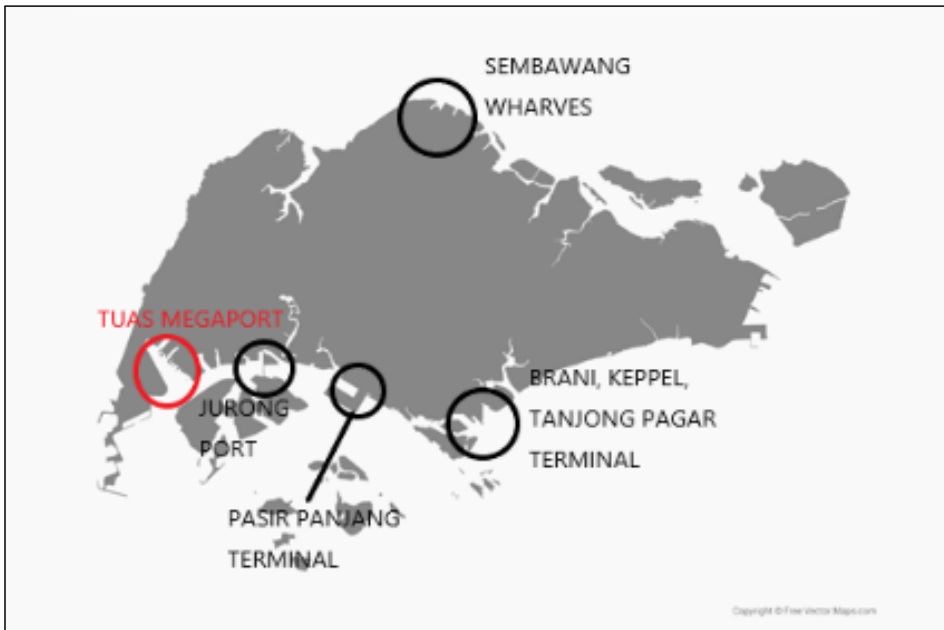 SEMBAWANG
WHARVES
TUAS MEGAPORT
JURONG
PORT
BRANI, KEPPEL,
TANJONG PAGAR
TERMINAL
PASIR PANJANG
TERMINAL
Copyright © Free Vector Maps.com